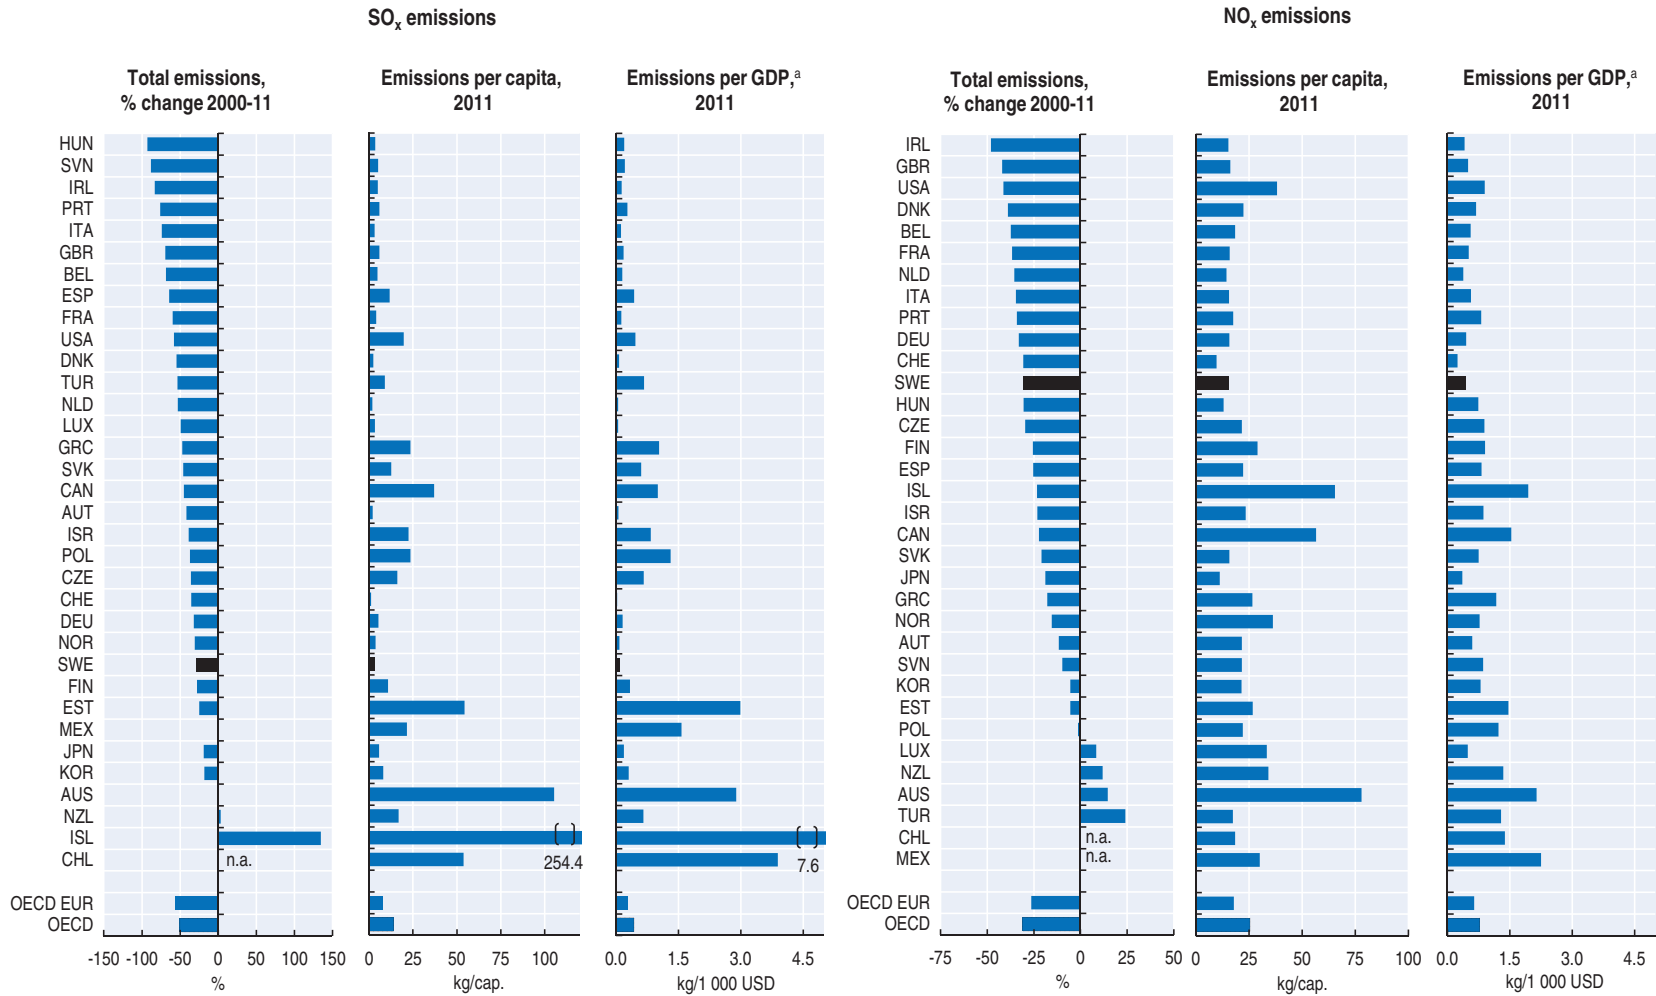 SOx emissions
NOx emissions
Total emissions,
% change 2000-11
Emissions per capita,
2011
Emissions per GDP,a
2011
Total emissions,
% change 2000-11
Emissions per capita,
2011
Emissions per GDP,a
2011
HUN
SVN
IRL
PRT
ITA
GBR
BEL
ESP
FRA
USA
DNK
TUR
NLD
LUX
GRC
SVK
CAN
AUT
ISR
POL
CZE
CHE
DEU
NOR
SWE
FIN
EST
MEX
JPN
KOR
AUS
NZL
ISL
CHL
OECD EUR
OECD
n.a.
254.4
7.6
-150 -100 -50 0 50 100 150
%
0 25 50 75 100
kg/cap.
0.0 1.5 3.0 4.5
kg/1 000 USD
IRL
GBR
USA
DNK
BEL
FRA
NLD
ITA
PRT
DEU
CHE
SWE
HUN
CZE
FIN
ESP
ISL
ISR
CAN
SVK
JPN
GRC
NOR
AUT
SVN
KOR
EST
POL
LUX
NZL
AUS
TUR
CHL
MEX
OECD EUR
OECD
n.a.
n.a.
-75 -50 -25 0 25 50
%
0 25 50 75 100
kg/cap.
0.0 1.5 3.0 4.5
kg/1 000 USD